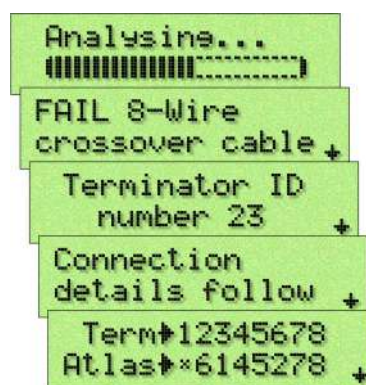 Analysing...
FAIL 8-Wire
crossover cable
Terminator ID
number 23
Connection
details follow
Term➧12345678
Atlas➧×6145278